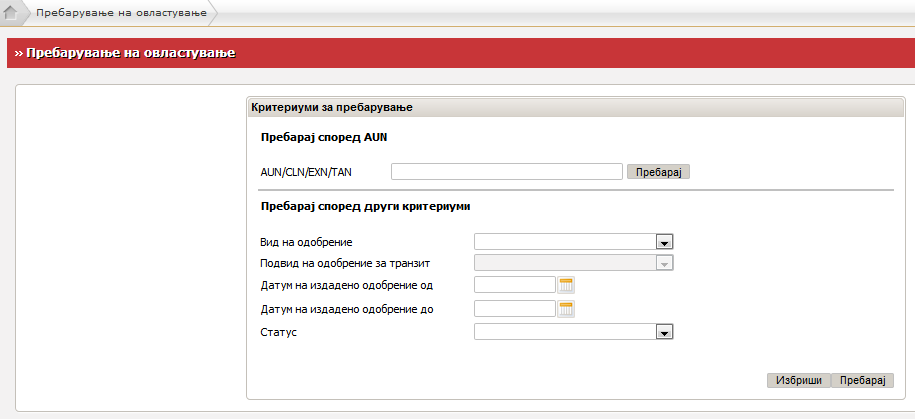 Пребарување на овластување
» Пребарување на овластување
Критериуми за пребарување
Пребарај според AUN
AUN/CLN/EXN/TAN Пребарај
Пребарај според други критериуми
Вид на одобрение
Подвид на одобрение за транзит
Датум на издадено одобрение од
Датум на издадено одобрение до
Статус
Избриши Пребарај